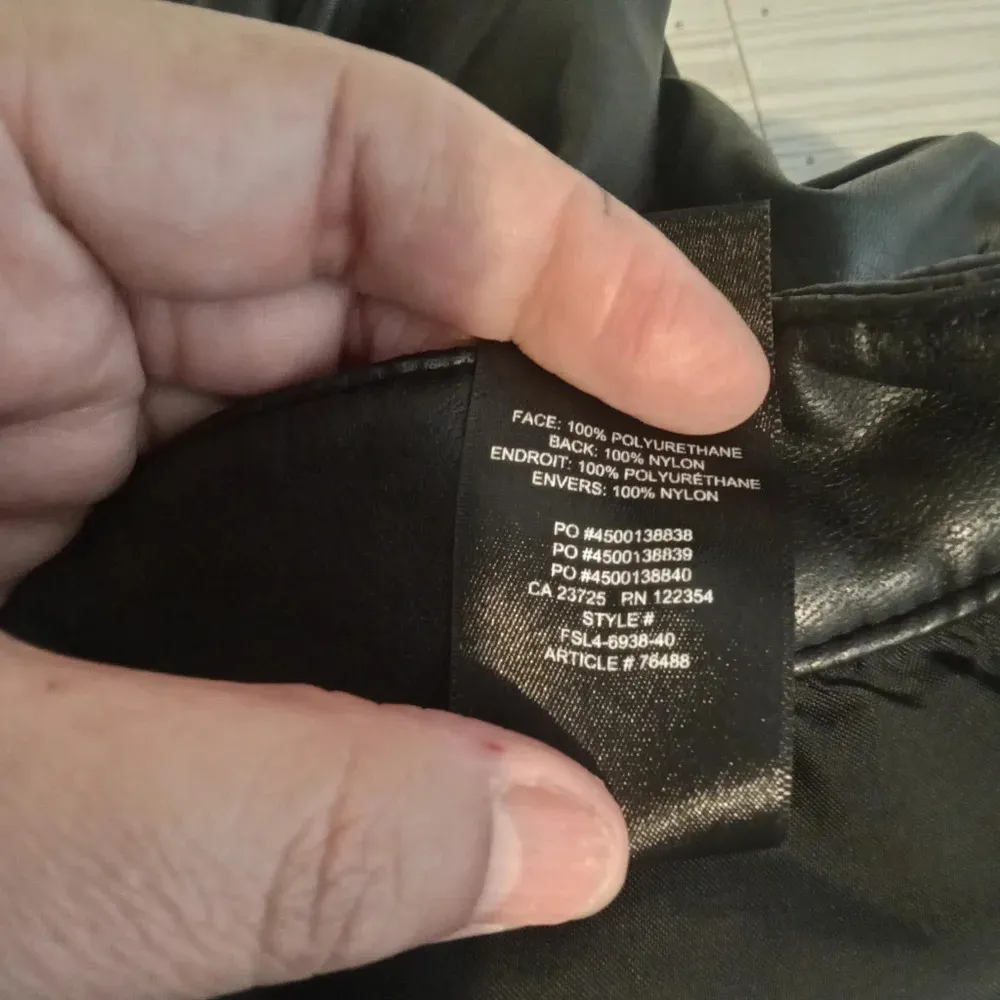 FACE: 100% POLYURETHANE
BACK: 100% NYLON
ENDROIT: 100% POLYURÉTHANE
ENVERS: 100% NYLON
PO #4500138838
PO #4500138839
PO #4500138840
CA 23725 RN 122354
STYLE #
FSL4-6938-40
ARTICLE # 76488